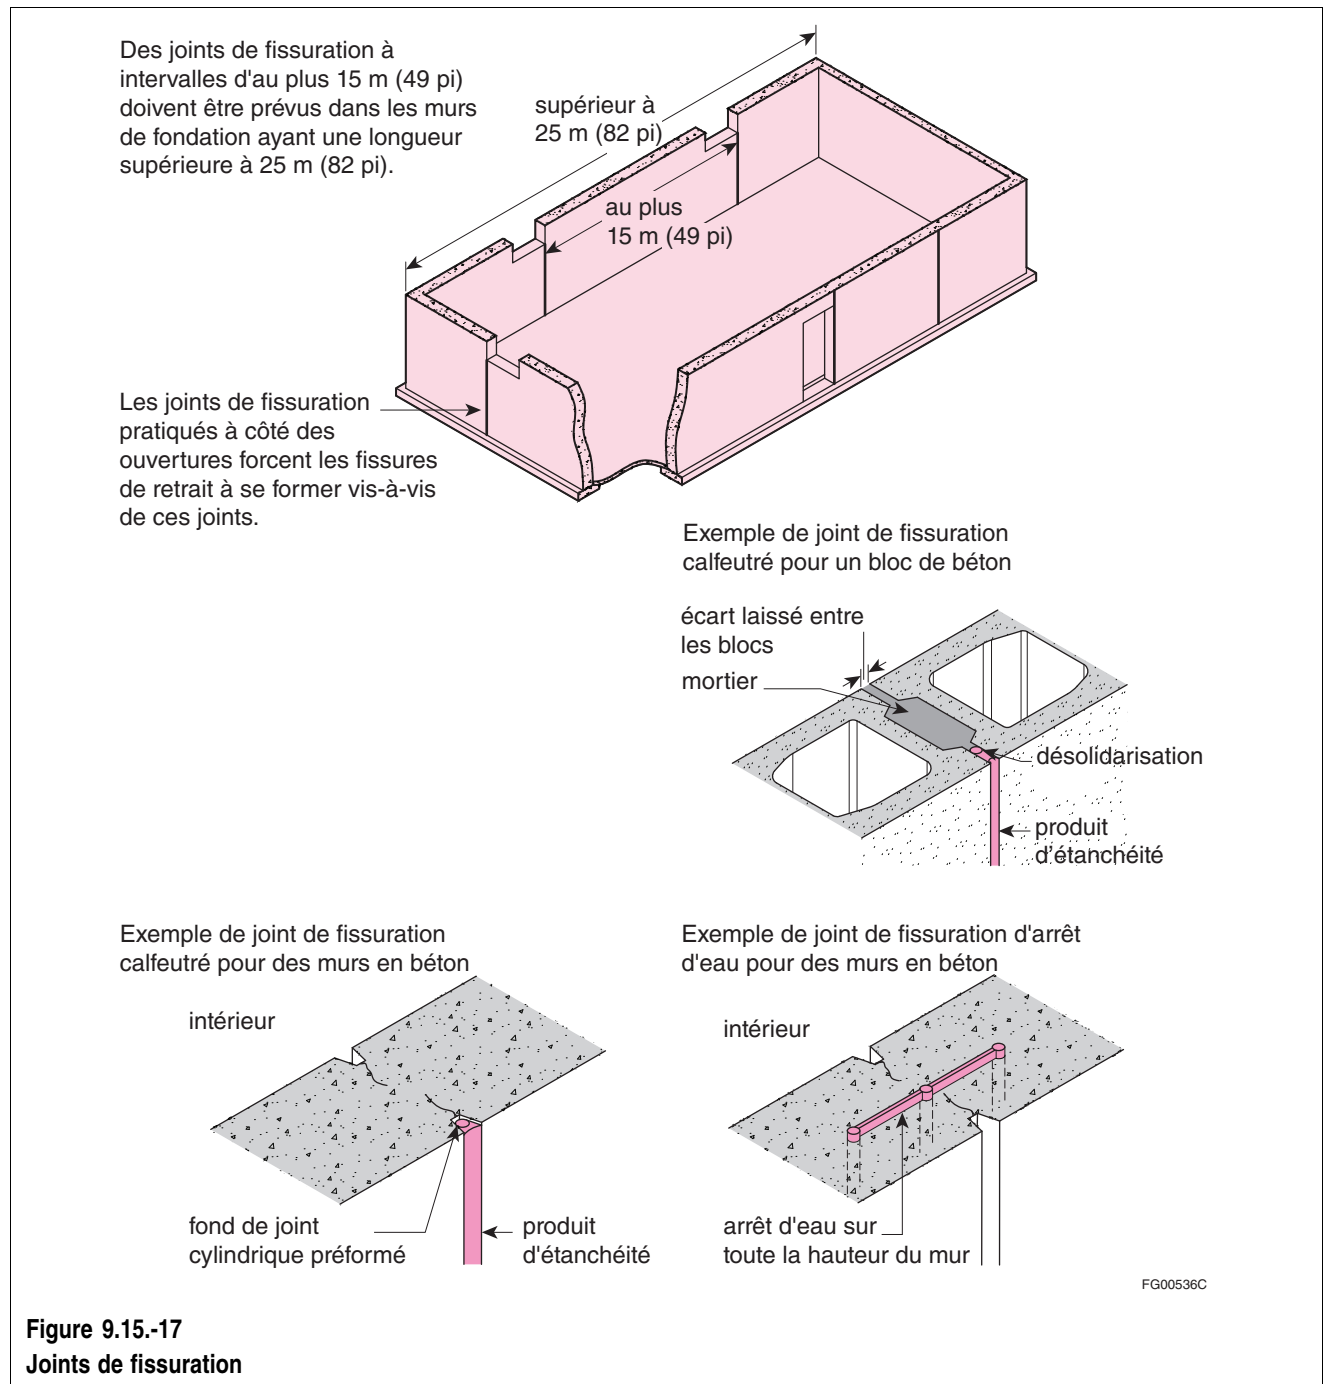 Des joints de fissuration à
intervalles d'au plus 15 m (49 pi)
doivent être prévus dans les murs
de fondation ayant une longueur
supérieure à 25 m (82 pi).
supérieur à
25 m (82 pi)
au plus
15 m (49 pi)
Les joints de fissuration
pratiqués à côté des
ouvertures forcent les fissures
de retrait à se former vis-à-vis
de ces joints.
Exemple de joint de fissuration
calfeutré pour un bloc de béton
écart laissé entre
les blocs
mortier
désolidarisation
produit
d'étanchéité
Exemple de joint de fissuration
calfeutré pour des murs en béton
intérieur
fond de joint
cylindrique préformé
produit
d'étanchéité
Exemple de joint de fissuration d'arrêt
d'eau pour des murs en béton
intérieur
arrêt d'eau sur
toute la hauteur du mur
FG00536C
Figure 9.15.-17
Joints de fissuration